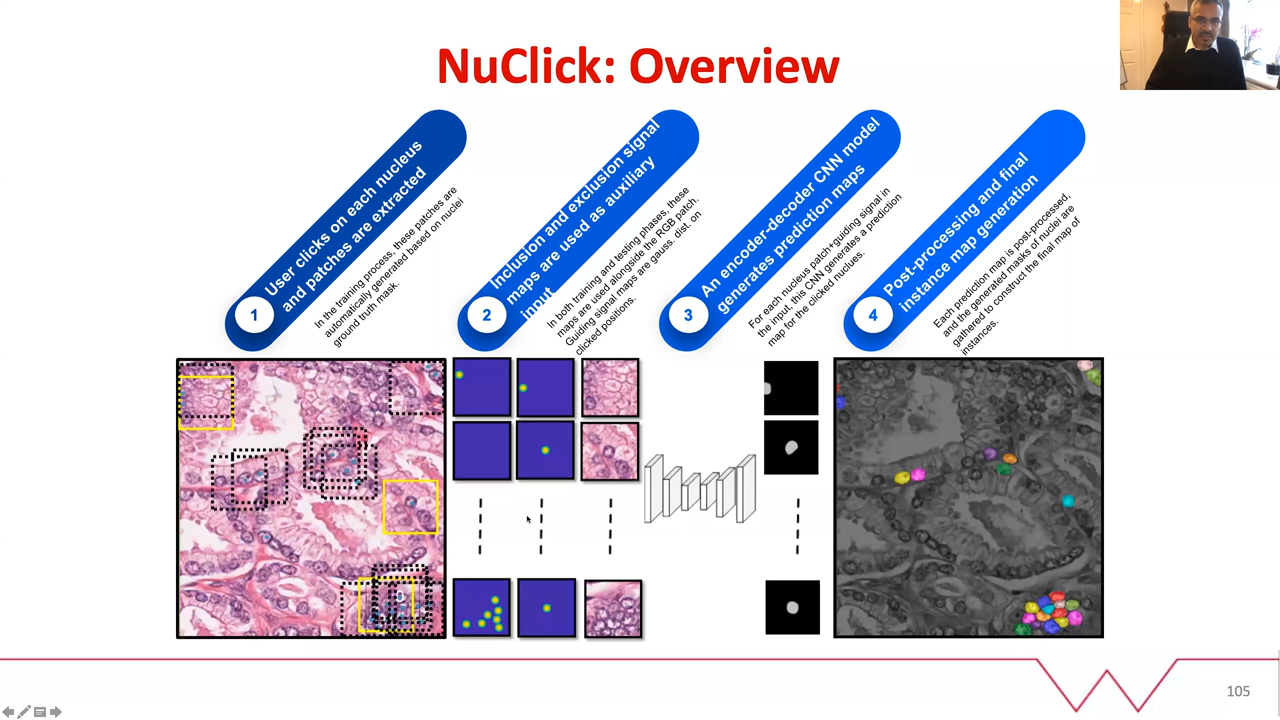 NuClick: Overview
User clicks on each nucleus
and patches are extracted
1
In the training process, these patches are
automatically generated based on nuclei
ground truth mask.
Inclusion and exclusion signal
maps are used as auxiliary
input
2
In both training and testing phases, these
maps are used alongside the RGB patch.
Guiding signal maps are gauss. dist. on
clicked positions.
An encoder-decoder CNN model
generates prediction maps
3
For each nucleus patch+guiding signal in
the input, this CNN generates a prediction
map for the clicked nuclues.
Post-processing and final
instance map generation
4
Each prediction map is post-processed,
and the generated masks of nuclei are
gathered to construct the final map of
instances.
105